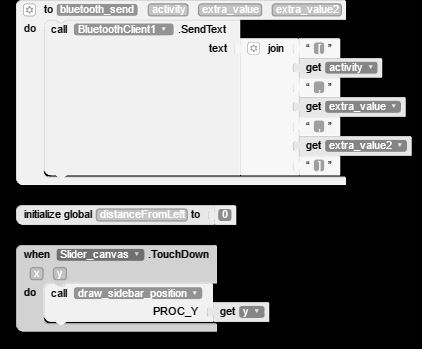 to bluetooth_send activity extra_value extra_value2
do call BluetoothClient1 .SendText
text join “ [ ”
get activity
“ , ”
get extra_value
“ , ”
get extra_value2
“ ] ”
initialize global distanceFromLeft to 0
when Slider_canvas .TouchDown
x y
do call draw_sidebar_position
PROC_Y get y